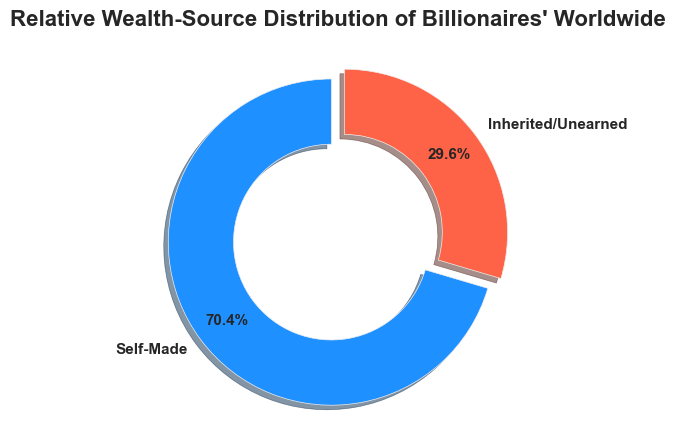 Relative Wealth-Source Distribution of Billionaires' Worldwide
Inherited/Unearned
29.6%
70.4%
Self-Made